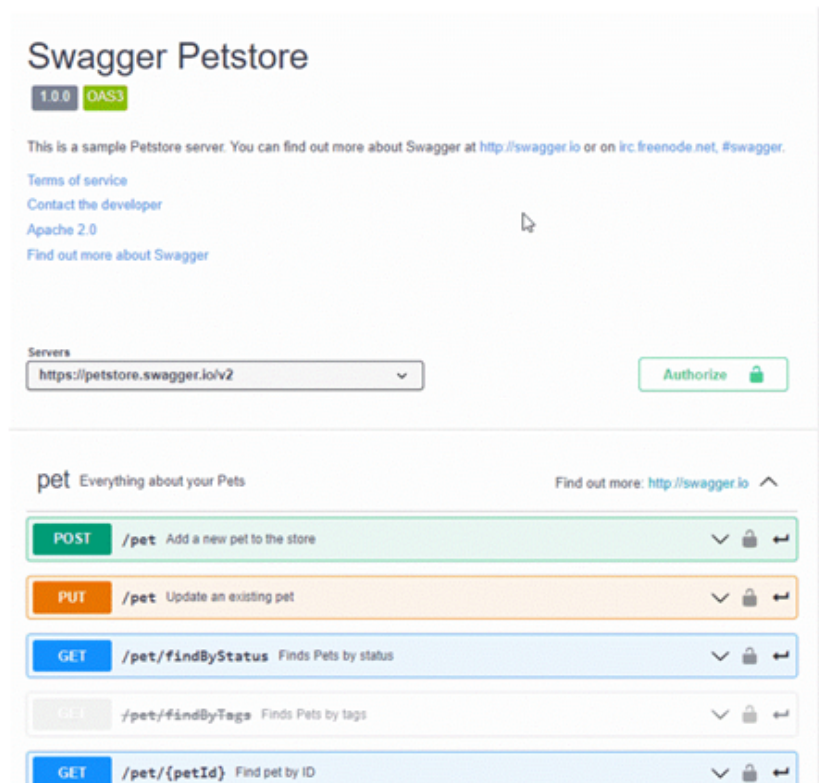 Swagger Petstore
1.0.0 OAS3
This is a sample Petstore server. You can find out more about Swagger at http://swagger.io or on irc.freenode.net, #swagger.
Terms of service
Contact the developer
Apache 2.0
Find out more about Swagger
Servers
https://petstore.swagger.io/v2
Authorize
pet Everything about your Pets Find out more: http://swagger.io
POST /pet Add a new pet to the store
PUT /pet Update an existing pet
GET /pet/findByStatus Finds Pets by status
GET /pet/findByTags Finds Pets by tags
GET /pet/{petId} Find pet by ID